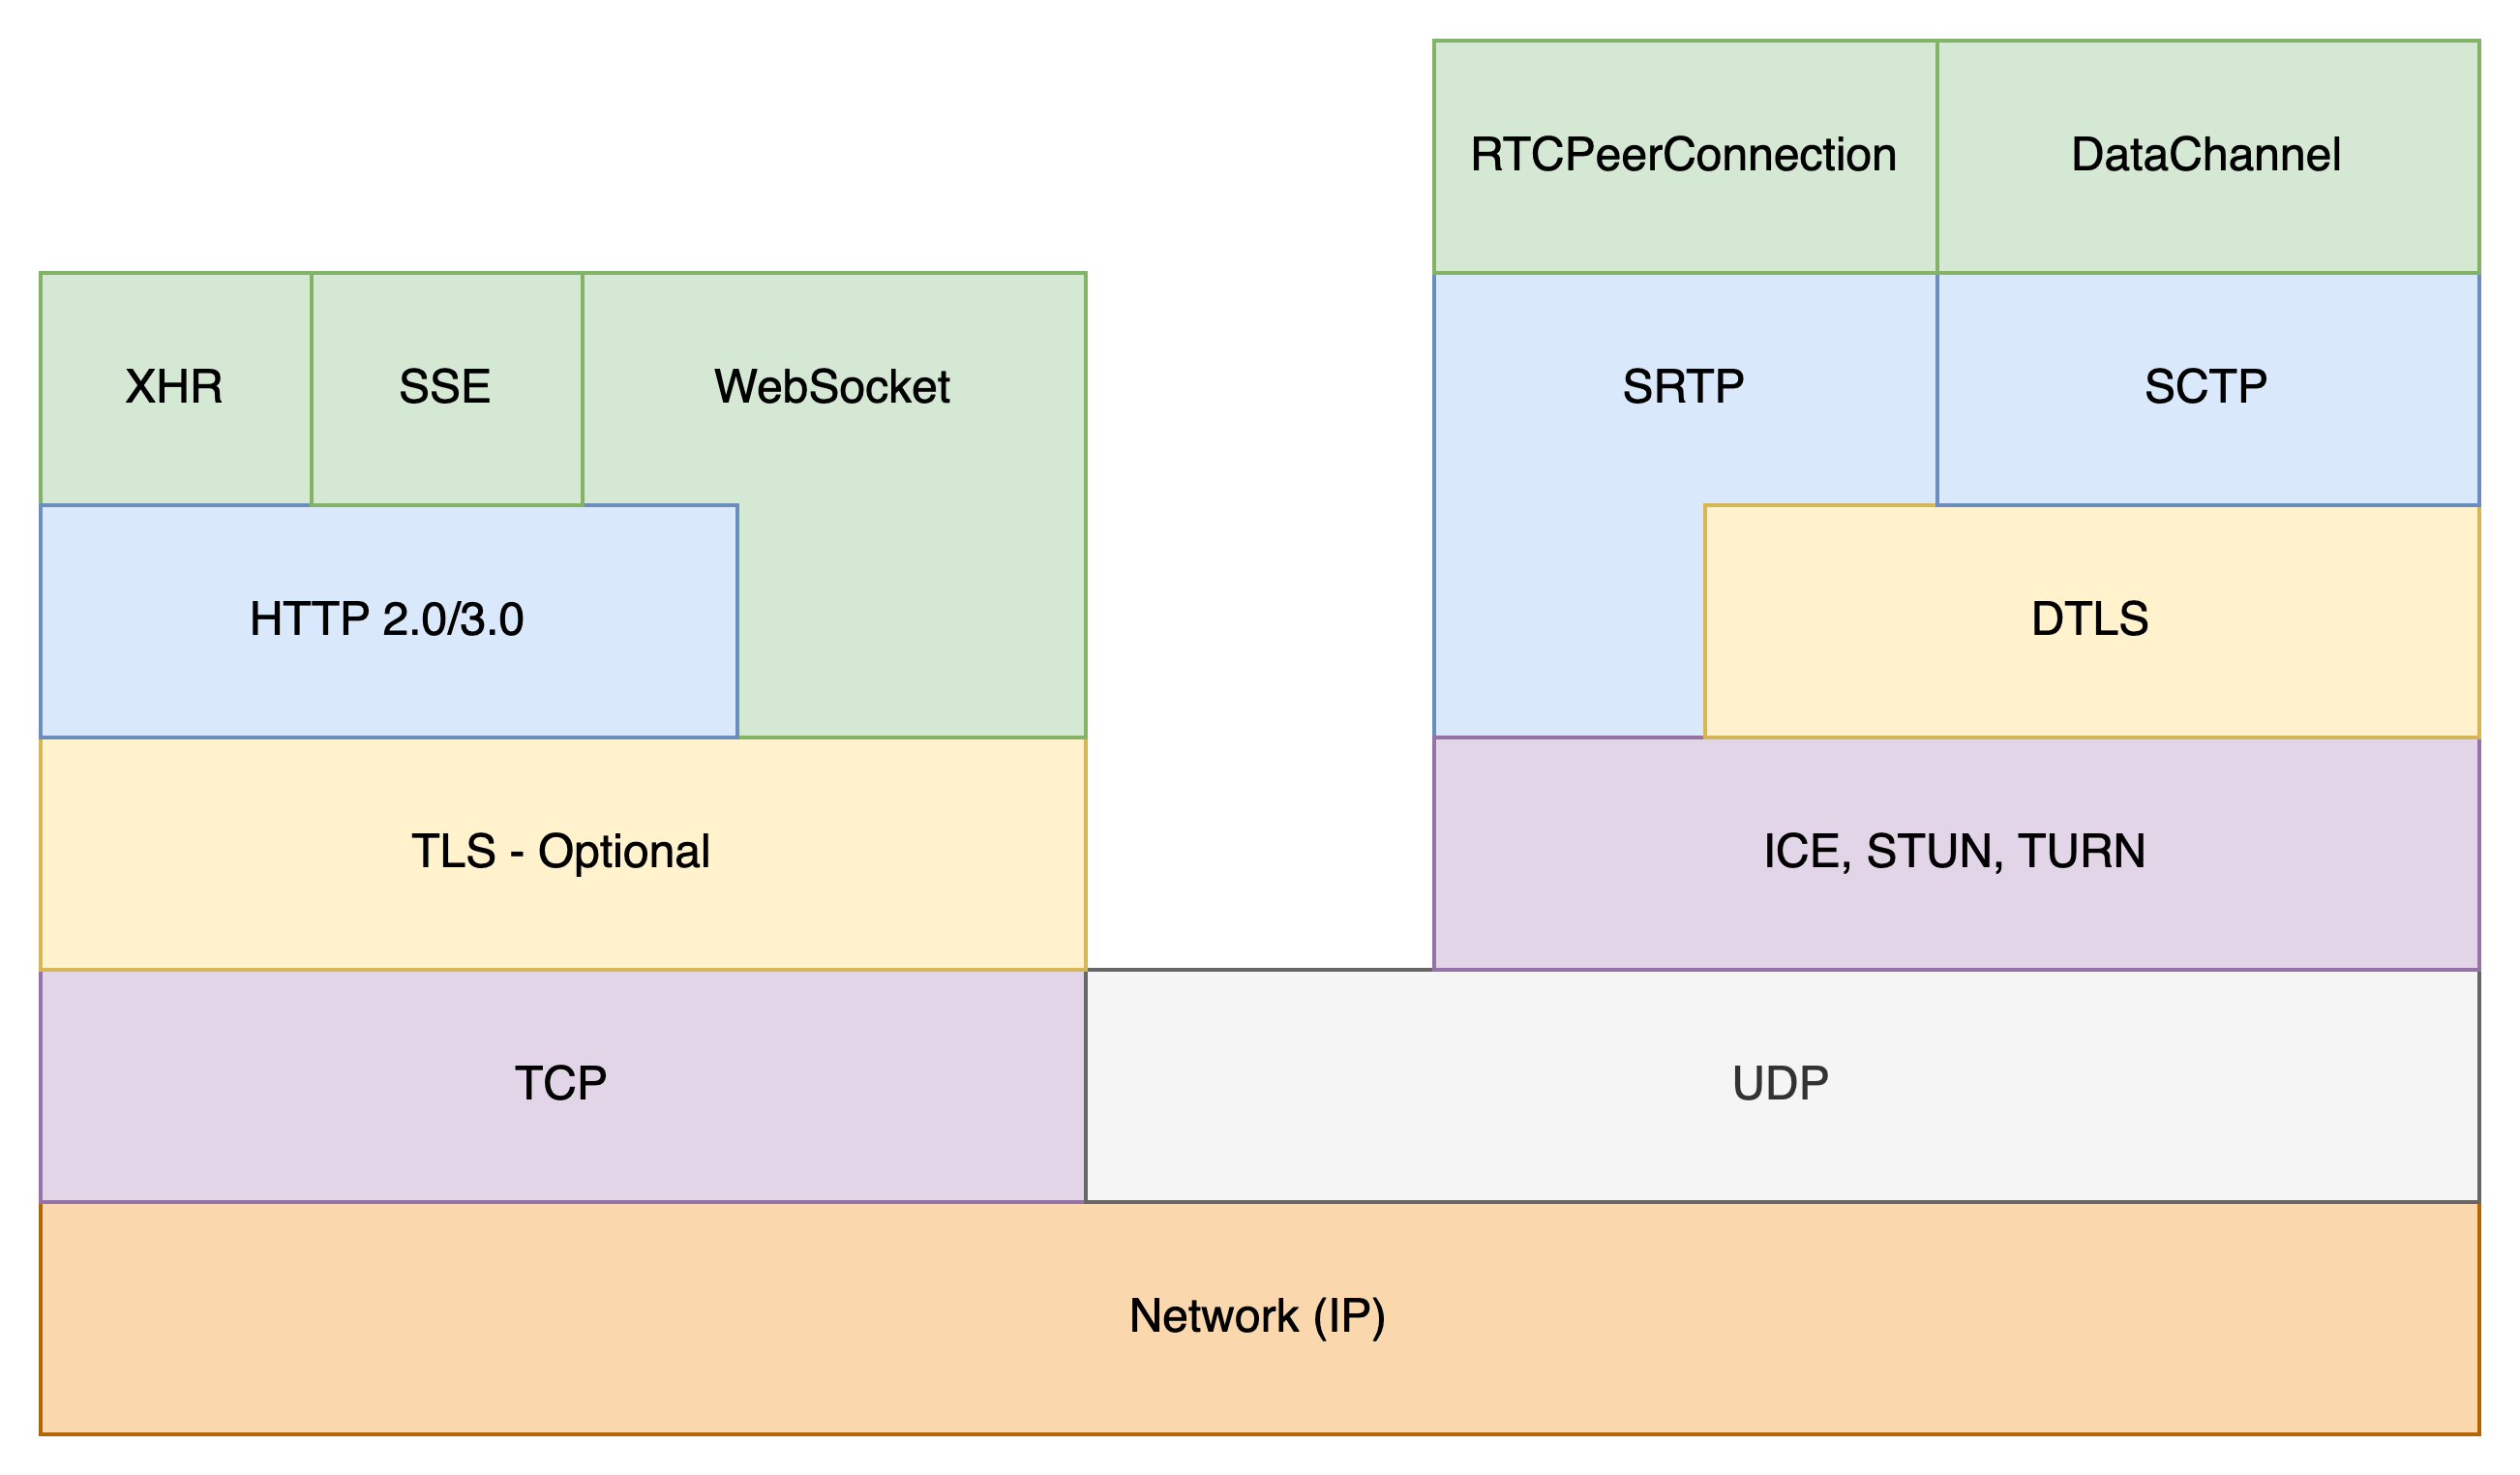 RTCPeerConnection
DataChannel
XHR
SSE
WebSocket
SRTP
SCTP
HTTP 2.0/3.0
DTLS
TLS - Optional
ICE, STUN, TURN
TCP
UDP
Network (IP)